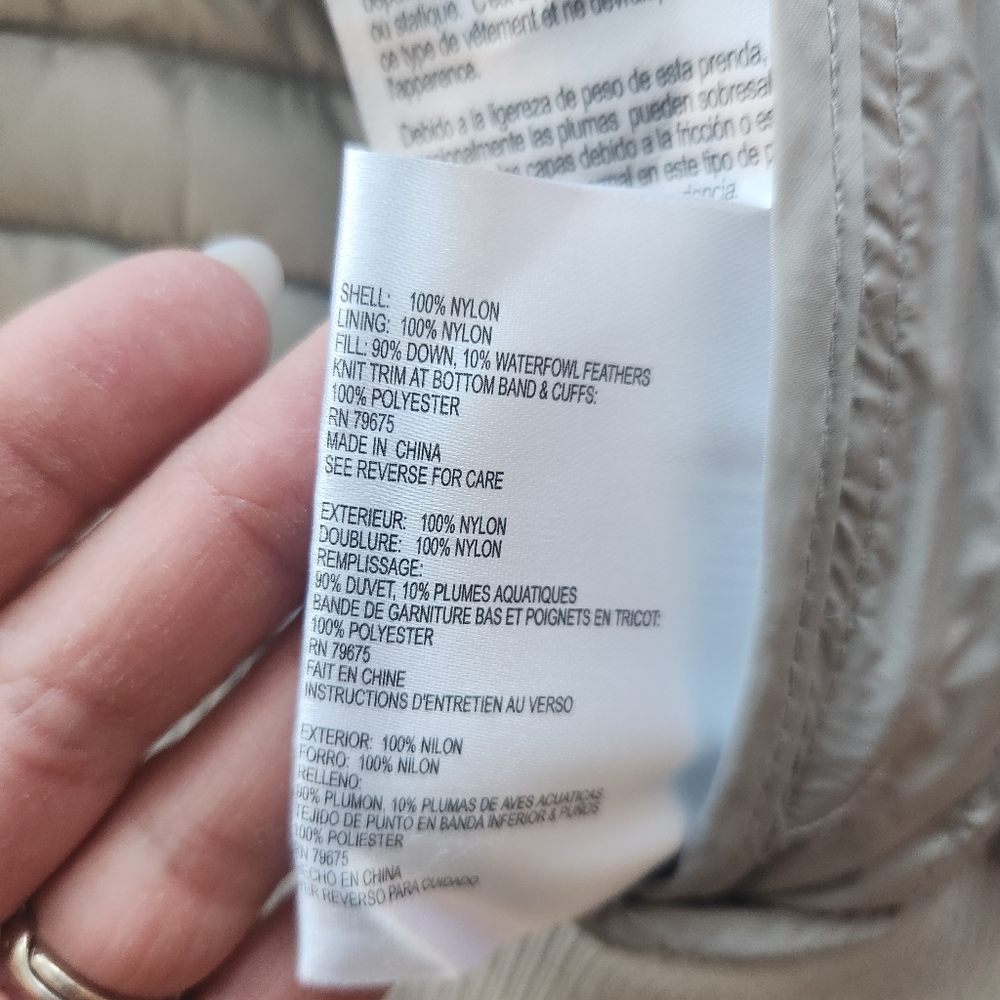 ou statique. C'est
ce type de vêtement et ne
l'apparence.
Debido a la ligereza de peso de esta prenda,
las plumas pueden
capas debido a la fricción o
en este tipo de
SHELL: 100% NYLON
LINING: 100% NYLON
FILL: 90% DOWN, 10% WATERFOWL FEATHERS
KNIT TRIM AT BOTTOM BAND & CUFFS:
100% POLYESTER
RN 79675
MADE IN CHINA
SEE REVERSE FOR CARE
EXTERIEUR: 100% NYLON
DOUBLURE: 100% NYLON
REMPLISSAGE:
90% DUVET, 10% PLUMES AQUATIQUES
BANDE DE GARNITURE BAS ET POIGNETS EN TRICOT:
100% POLYESTER
RN 79675
FAIT EN CHINE
INSTRUCTIONS D'ENTRETIEN AU VERSO
EXTERIOR: 100% NILON
FORRO: 100% NILON
RELLENO:
90% PLUMON, 10% PLUMAS DE AVES ACUATICAS
TEJIDO DE PUNTO EN BANDA INFERIOR & PUNOS
100% POLIESTER
RN 79675
HECHO EN CHINA
VER REVERSO PARA CUIDADO